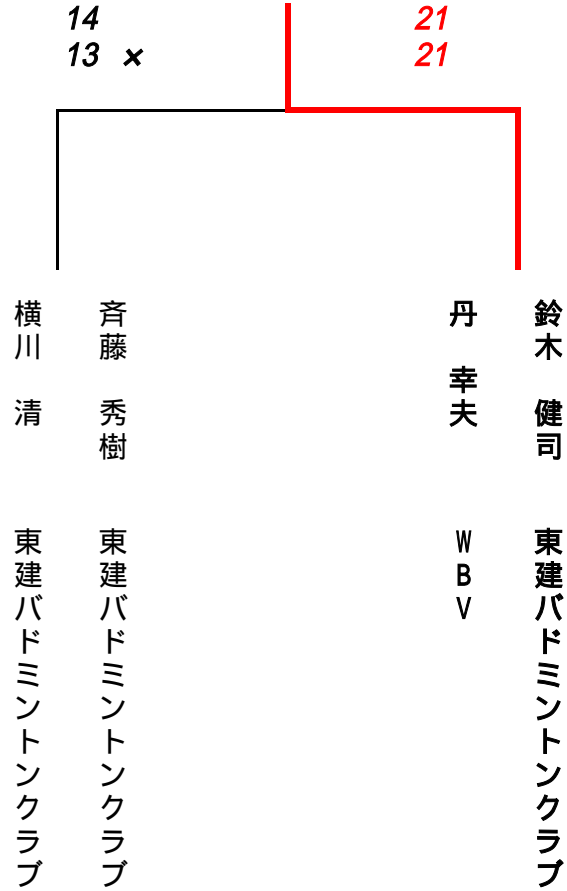 14 21
13 × 21
鈴木 健司 東建バドミントンクラブ
丹 幸夫 WBV
斉藤 秀樹 東建バドミントンクラブ
横川 清 東建バドミントンクラブ